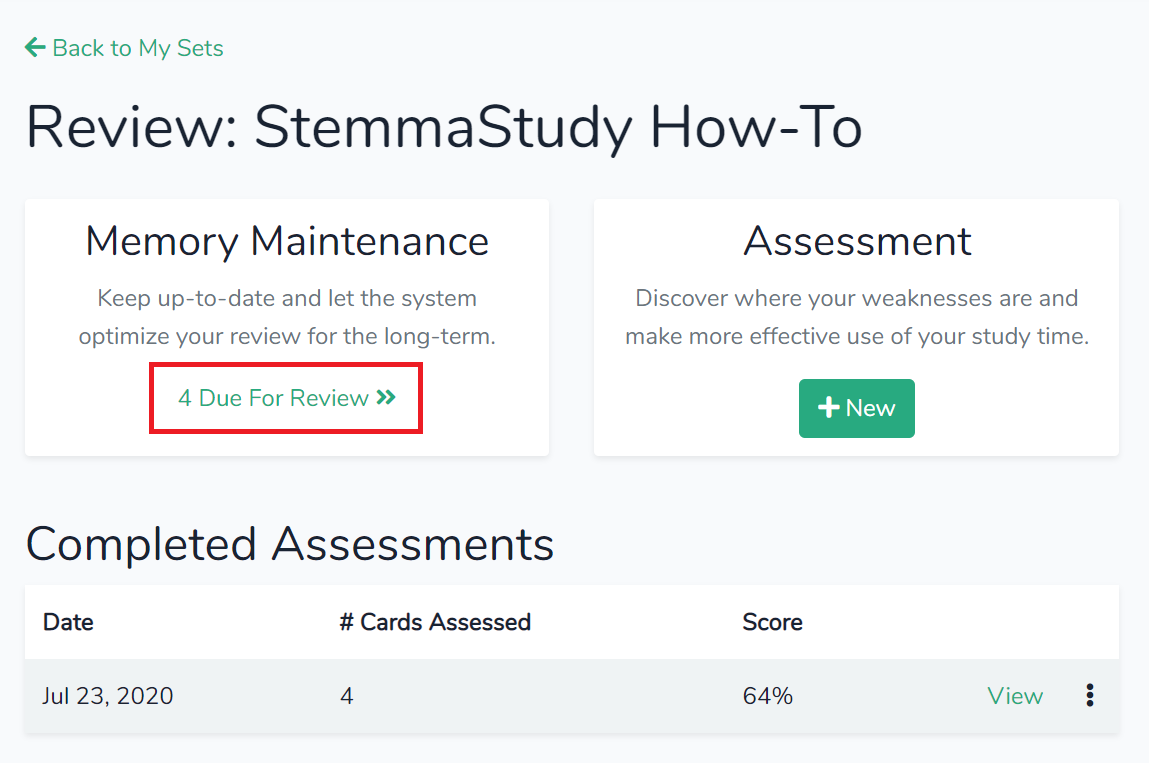 Back to My Sets
Review: StemmaStudy How-To
Memory Maintenance
Keep up-to-date and let the system
optimize your review for the long-term.
4 Due For Review
Assessment
Discover where your weaknesses are and
make more effective use of your study time.
New
Completed Assessments
Date # Cards Assessed Score
Jul 23, 2020 4 64% View